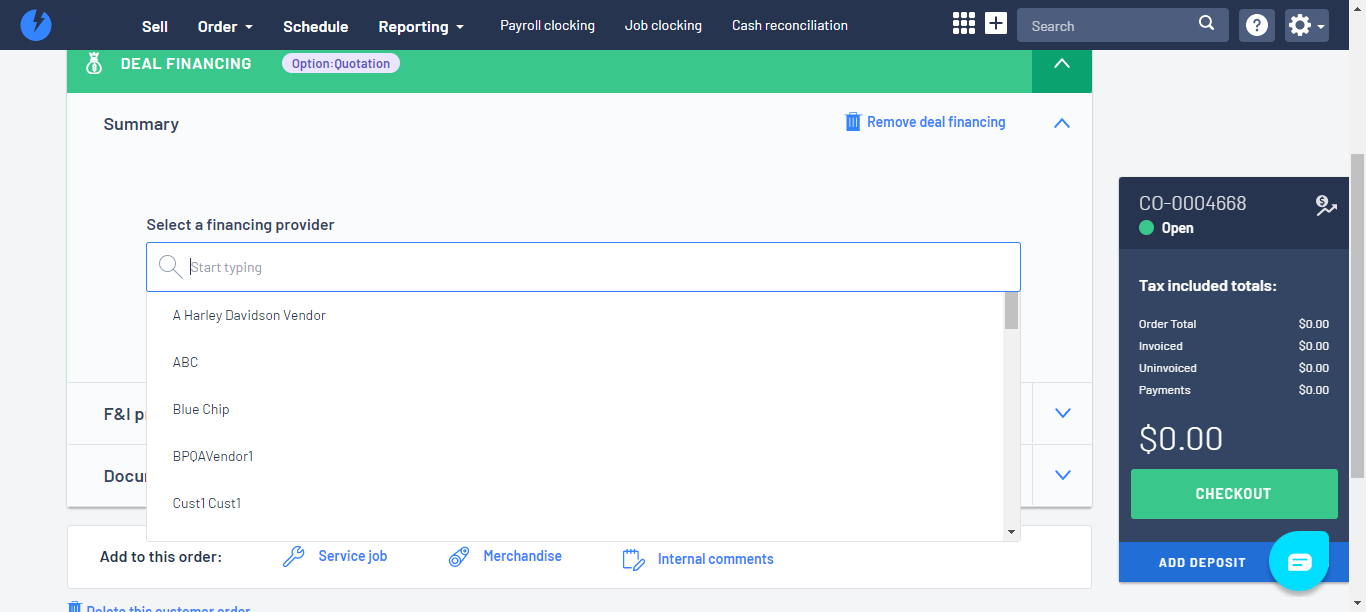 Sell
Order
Schedule
Reporting
Payroll clocking
Job clocking
Cash reconciliation
Search
DEAL FINANCING
Option:Quotation
Summary
Remove deal financing
Select a financing provider
Start typing
A Harley Davidson Vendor
ABC
Blue Chip
BPQAVendor1
Cust1 Cust1
F&I
Add to this order:
Service job
Merchandise
Internal comments
Delete this customer order
CO-0004668
Open
Tax included totals:
Order Total $0.00
Invoiced $0.00
Uninvoiced $0.00
Payments $0.00
$0.00
CHECKOUT
ADD DEPOSIT